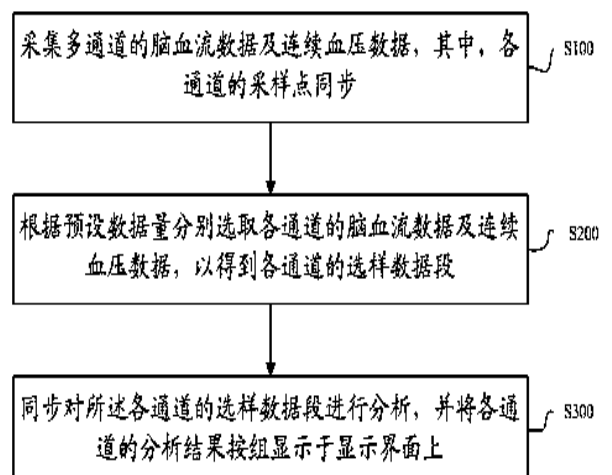 采集多通道的脑血流数据及连续血压数据，其中，各
通道的采样点同步
S100
根据预设数据量分别选取各通道的脑血流数据及连续
血压数据，以得到各通道的选样数据段
S200
同步对所述各通道的选样数据段进行分析，并将各通
道的分析结果按组显示于显示界面上
S300